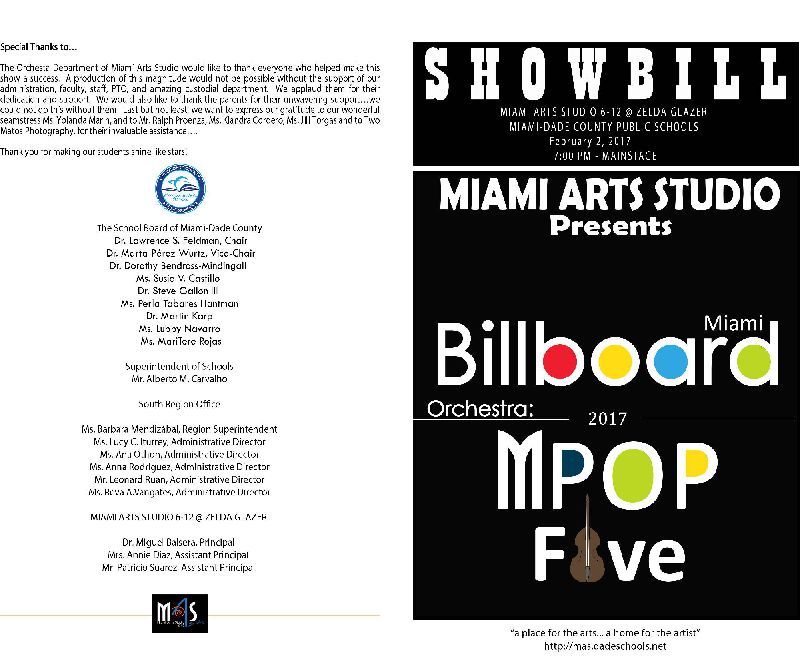 Special Thanks to…
The Orchestra Department of Miami Arts Studio would like to thank everyone who helped make this
show a success. A production of this magnitude would not be possible without the support of our
administration, faculty, staff, PTO, and amazing custodial department. We applaud them for their
dedication and support. We would also like to thank the parents for their unwavering support…we
could not do this without them. Last but not least, we want to express our gratitude to our wonderful
seamstress Ms. Yolanda Marin, and to Mr. Ralph Proenza, Ms. Kiandra Cordero, Ms. Jill Torgas and to Two
Matos Photography, for their invaluable assistance….
Thank you for making our students shine like stars!
The School Board of Miami-Dade County
Dr. Lawrence S. Feldman, Chair
Dr. Marta Pérez Wurtz, Vice-Chair
Dr. Dorothy Bendross-Mindingall
Ms. Susie V. Castillo
Dr. Steve Gallon III
Ms. Perla Tabares Hantman
Dr. Martin Karp
Ms. Lubby Navarro
Ms. MariTere Rojas
Superintendent of Schools
Mr. Alberto M. Carvalho
South Region Office
Ms. Barbara Mendizábal, Region Superintendent
Ms. Lucy C. Iturrey, Administrative Director
Ms. Ana Othon, Administrative Director
Ms. Anna Rodriguez, Administrative Director
Mr. Leonard Ruan, Administrative Director
Ms. Reva A.Vangates, Administrative Director
MIAMI ARTS STUDIO 6-12 @ ZELDA GLAZER
Dr. Miguel Balsera, Principal
Mrs. Annie Diaz, Assistant Principal
Mr. Patricio Suarez, Assistant Principal
MAS
SHOWBILL
MIAMI ARTS STUDIO 6-12 @ ZELDA GLAZER
MIAMI-DADE COUNTY PUBLIC SCHOOLS
February 2, 2017
7:00 PM - MAINSTAGE
MIAMI ARTS STUDIO
Presents
Miami
Billboard
Orchestra:
2017
MPOP
Five
"a place for the arts... a home for the artist"
http://mas.dadeschools.net